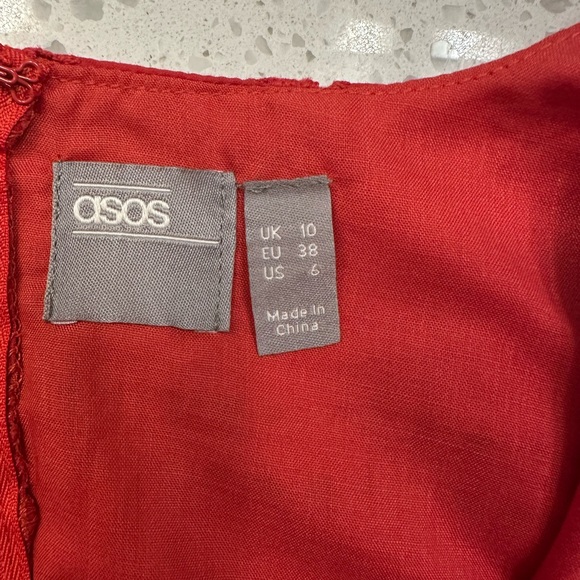 asos
UK 10
EU 38
US 6
Made in
China